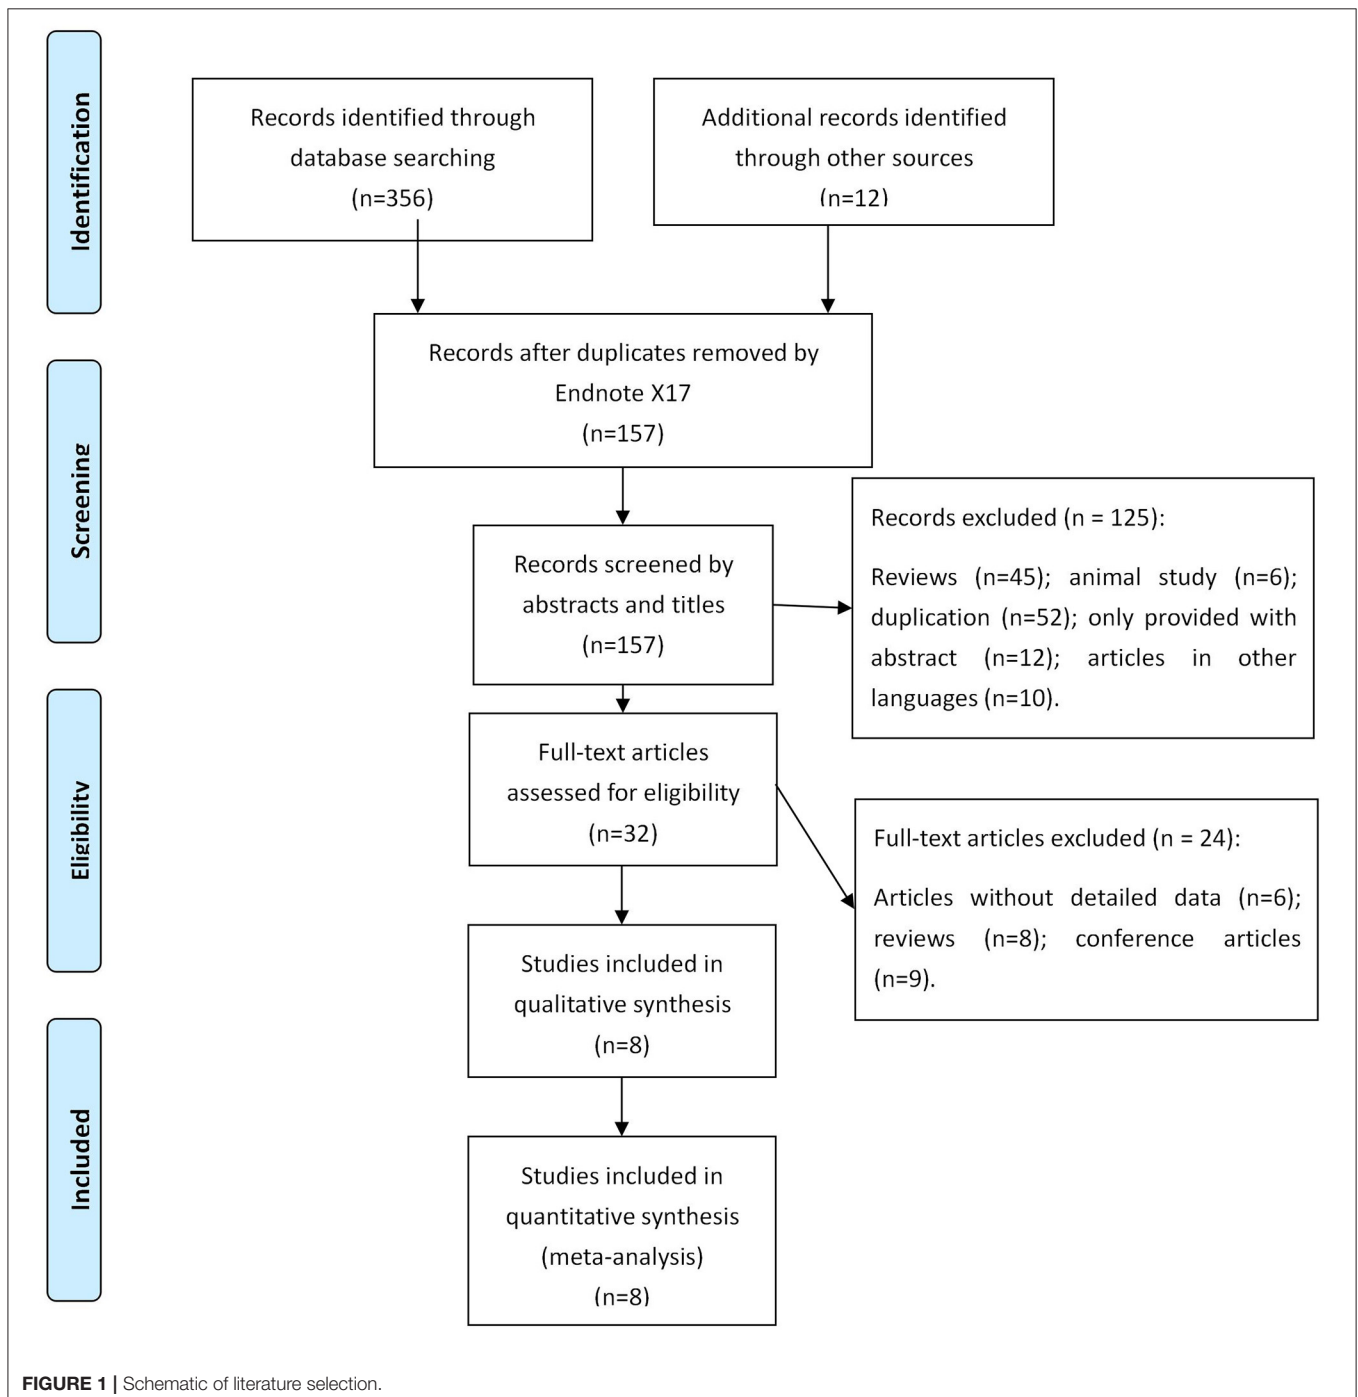 Identification
Records identified through
database searching
(n=356)
Additional records identified
through other sources
(n=12)
Records after duplicates removed by
Endnote X17
(n=157)
Screening
Records screened by
abstracts and titles
(n=157)
Records excluded (n = 125):
Reviews (n=45); animal study (n=6);
duplication (n=52); only provided with
abstract (n=12); articles in other
languages (n=10).
Eligibility
Full-text articles
assessed for eligibility
(n=32)
Full-text articles excluded (n = 24):
Articles without detailed data (n=6);
reviews (n=8); conference articles
(n=9).
Studies included in
qualitative synthesis
(n=8)
Included
Studies included in
quantitative synthesis
(meta-analysis)
(n=8)
FIGURE 1 | Schematic of literature selection.